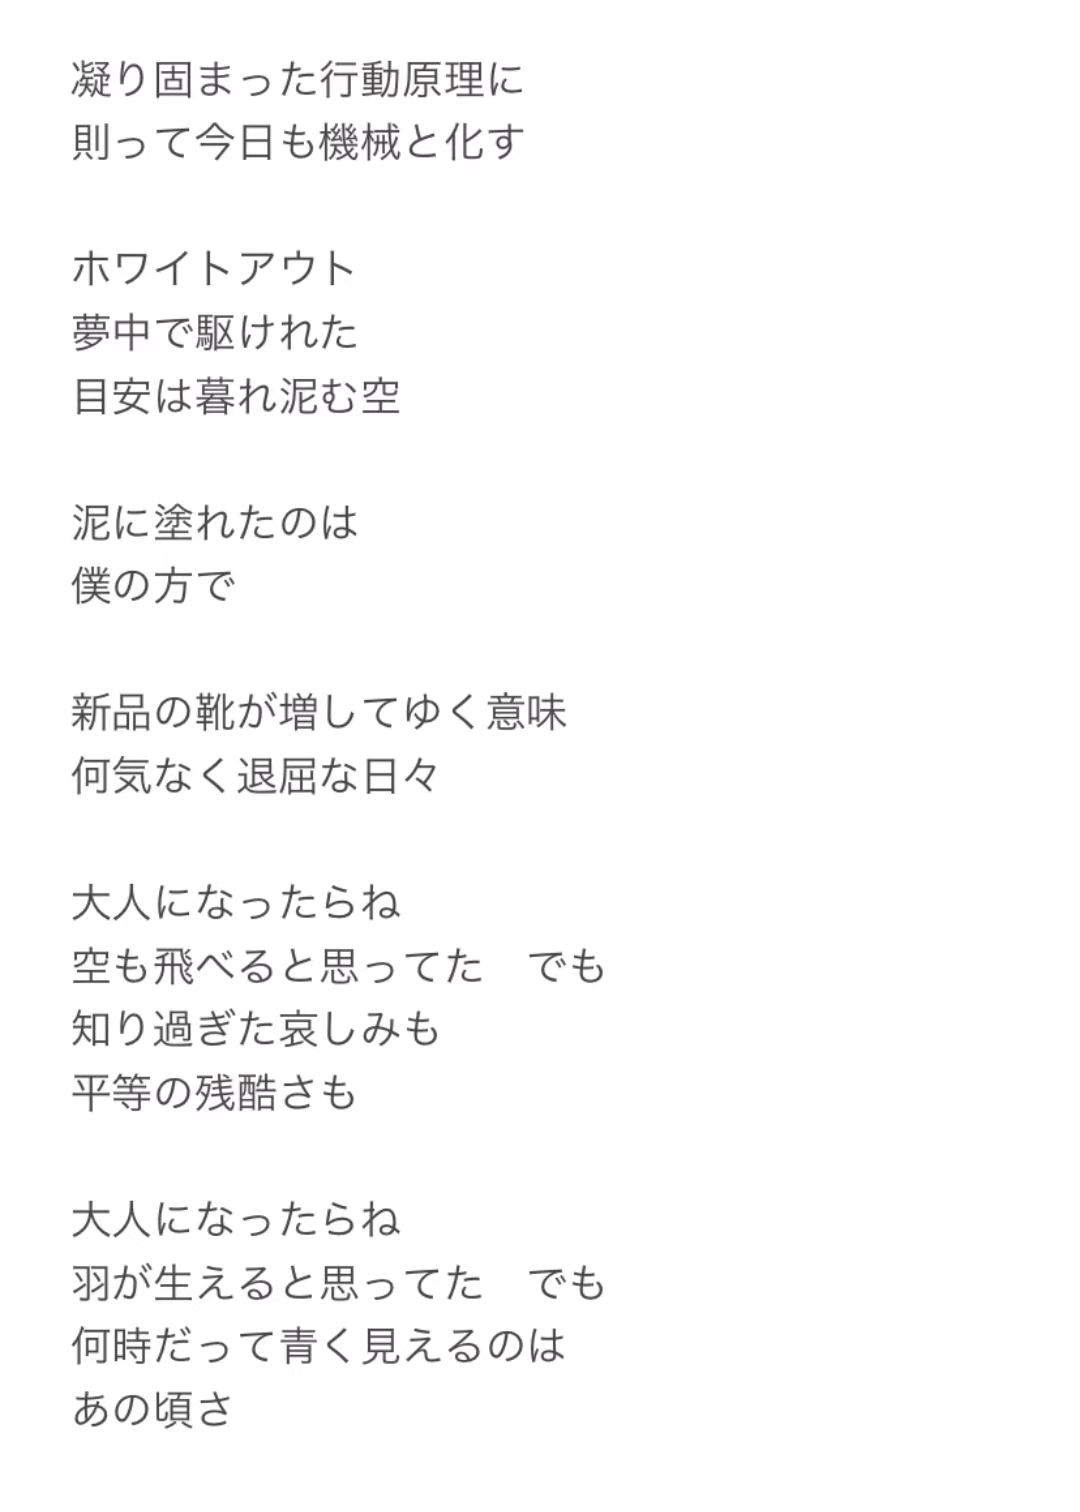 凝り固まった行動原理に
則って今日も機械と化す

ホワイトアウト
夢中で駆けれた
目安は暮れ泥む空

泥に塗れたのは
僕の方で

新品の靴が増してゆく意味
何気なく退屈な日々

大人になったらね
空も飛べると思ってた　でも
知り過ぎた哀しみも
平等の残酷さも

大人になったらね
羽が生えると思ってた　でも
何時だって青く見えるのは
あの頃さ